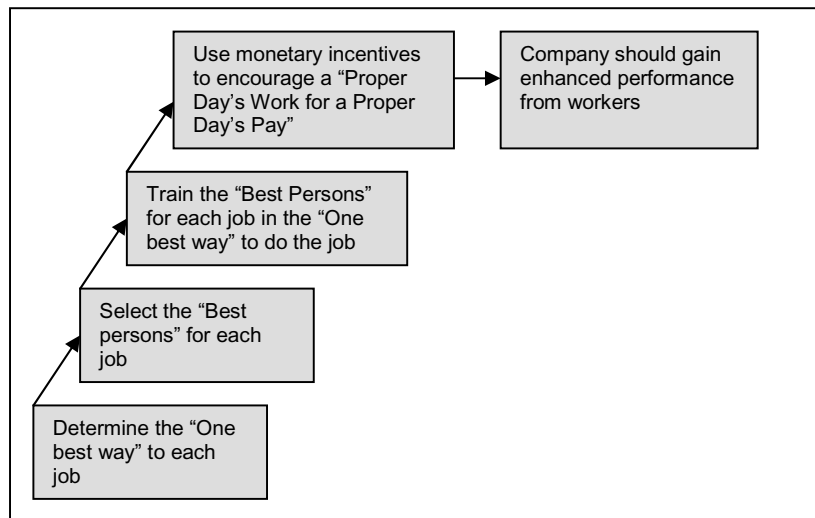 Use monetary incentives
to encourage a “Proper
Day’s Work for a Proper
Day’s Pay”
Company should gain
enhanced performance
from workers
Train the “Best Persons”
for each job in the “One
best way” to do the job
Select the “Best
persons” for each
job
Determine the “One
best way” to each
job